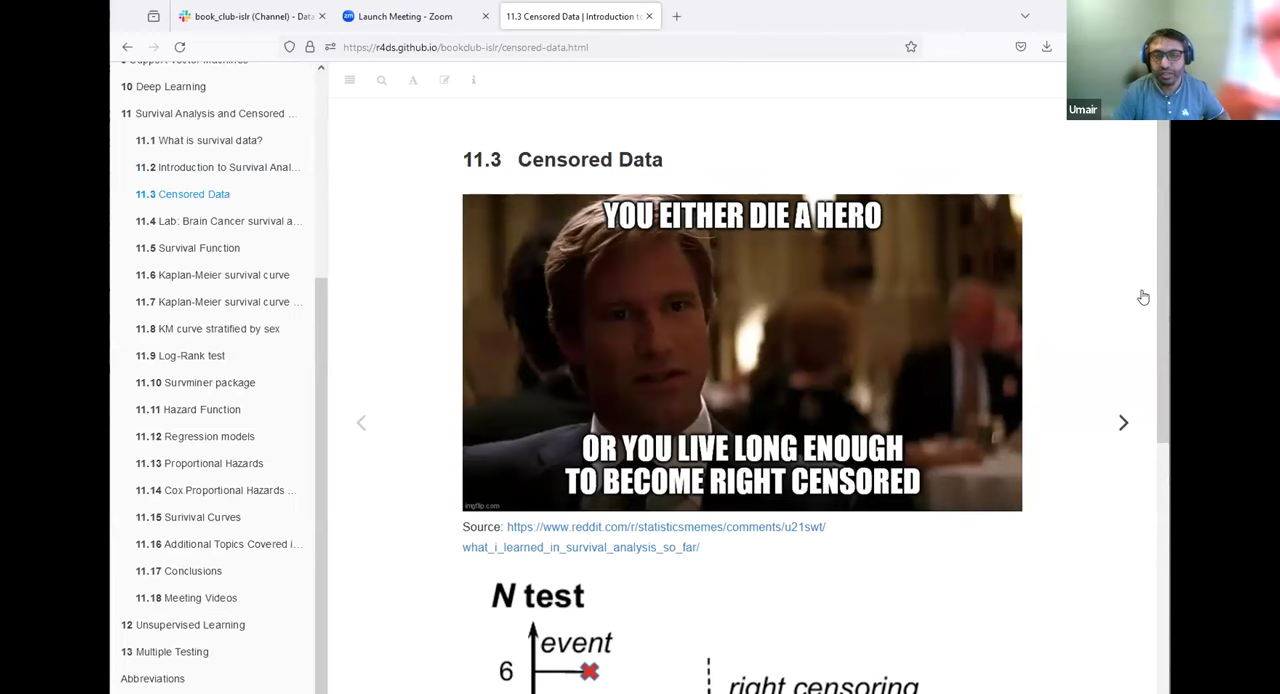 book_club-islr (Channel) - Data
Launch Meeting - Zoom
11.3 Censored Data | Introduction to
https://r4ds.github.io/bookclub-islr/censored-data.html
Umair
10 Deep Learning
11 Survival Analysis and Censored ...
11.1 What is survival data?
11.2 Introduction to Survival Anal...
11.3 Censored Data
11.4 Lab: Brain Cancer survival a...
11.5 Survival Function
11.6 Kaplan-Meier survival curve
11.7 Kaplan-Meier survival curve ...
11.8 KM curve stratified by sex
11.9 Log-Rank test
11.10 Survminer package
11.11 Hazard Function
11.12 Regression models
11.13 Proportional Hazards
11.14 Cox Proportional Hazards ...
11.15 Surivival Curves
11.16 Additional Topics Covered i...
11.17 Conclusions
11.18 Meeting Videos
12 Unsupervised Learning
13 Multiple Testing
Abbreviations
11.3 Censored Data
YOU EITHER DIE A HERO
OR YOU LIVE LONG ENOUGH
TO BECOME RIGHT CENSORED
imgflip.com
Source: https://www.reddit.com/r/statisticsmemes/comments/u21swt/
what_i_learned_in_survival_analysis_so_far/
N test
event
6
right censoring